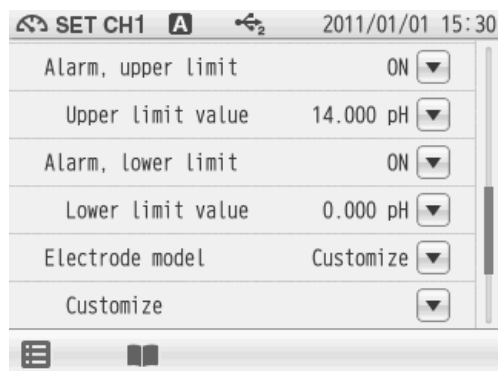 SET CH1 A 2 2011/01/01 15:30
Alarm, upper limit ON
Upper limit value 14.000 pH
Alarm, lower limit ON
Lower limit value 0.000 pH
Electrode model Customize
Customize